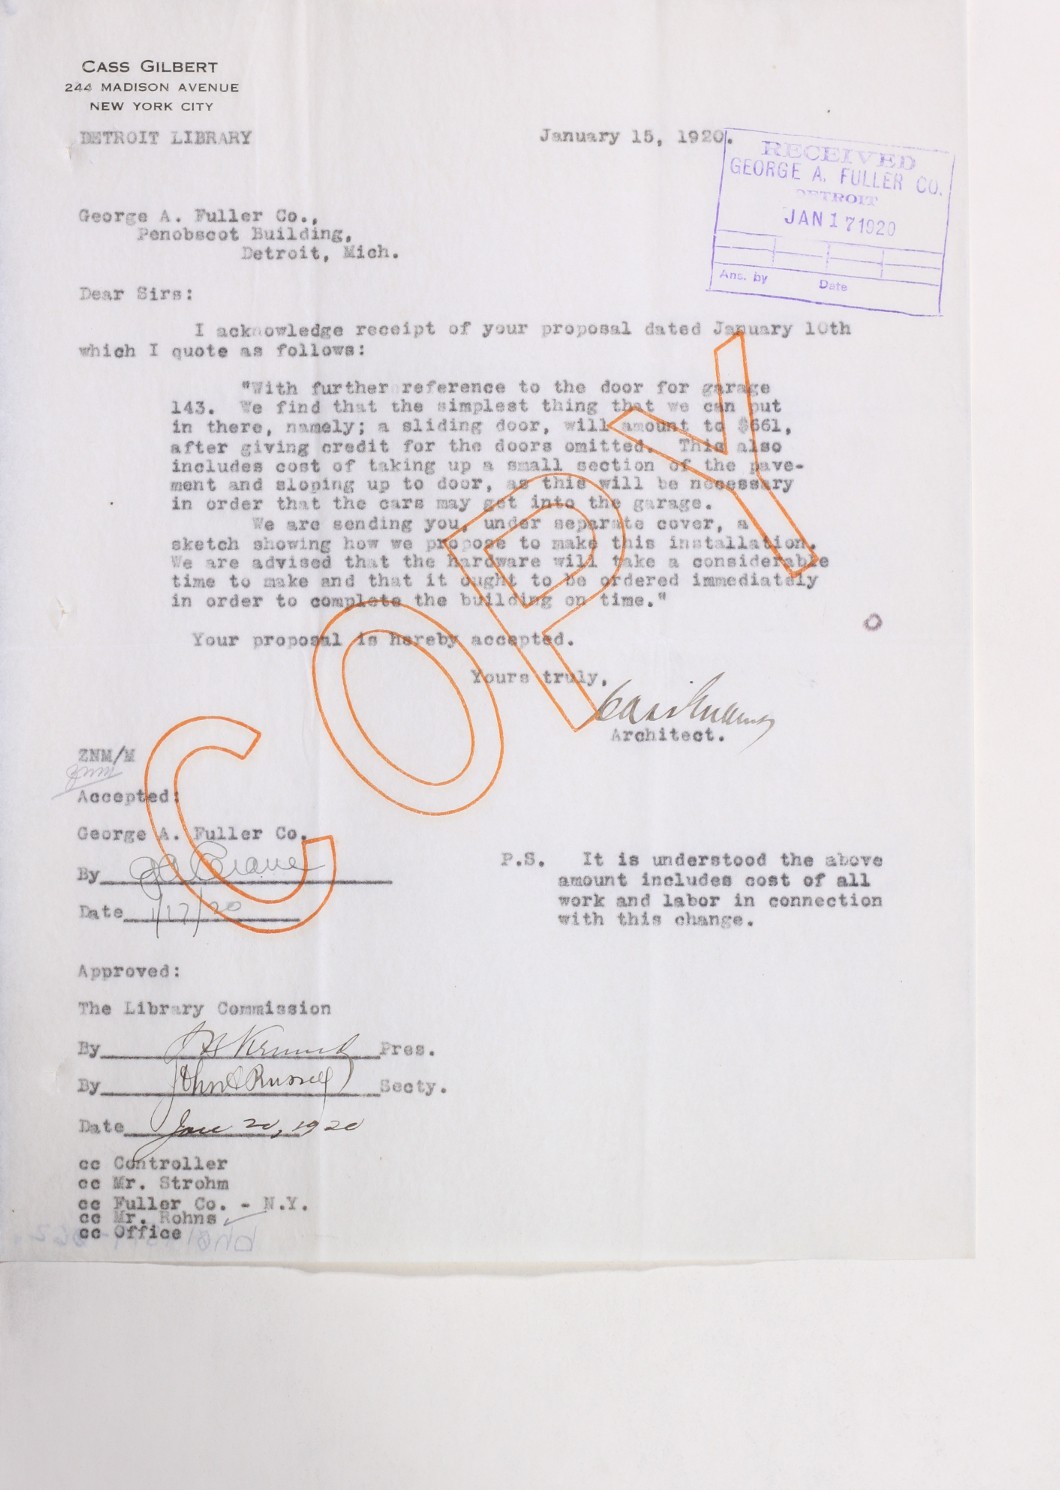 CASS GILBERT
244 MADISON AVENUE
NEW YORK CITY
DETROIT LIBRARY
January 15, 1920.
RECEIVED
GEORGE A. FULLER CO.
DETROIT
JAN 17 1920
Anc. by Date
George A. Fuller Co.,
Penobscot Building,
Detroit, Mich.
Dear Sirs:
I acknowledge receipt of your proposal dated January 10th
which I quote as follows:
"With further reference to the door for garage
143. We find that the simplest thing that we can put
in there, namely; a sliding door, will amount to $661,
after giving credit for the doors omitted. This also
includes cost of taking up a small section of the pave-
ment and sloping up to door, as this will be necessary
in order that the cars may get into the garage.
We are sending you, under separate cover, a
sketch showing how we propose to make this installation.
We are advised that the hardware will take a considerable
time to make and that it ought to be ordered immediately
in order to complete the building on time."
Your proposal is hereby accepted.
Yours truly,
Architect.
ZNM/M
Accepted:
George A. Fuller Co.
By J A Crane
Date 1/17/20
P.S. It is understood the above
amount includes cost of all
work and labor in connection
with this change.
Approved:
The Library Commission
By Pres.
By John S Russel Secty.
Date Jan 20, 1920
cc Controller
cc Mr. Strohm
cc Fuller Co. - N.Y.
cc Mr. Rohns
cc Office
COPY